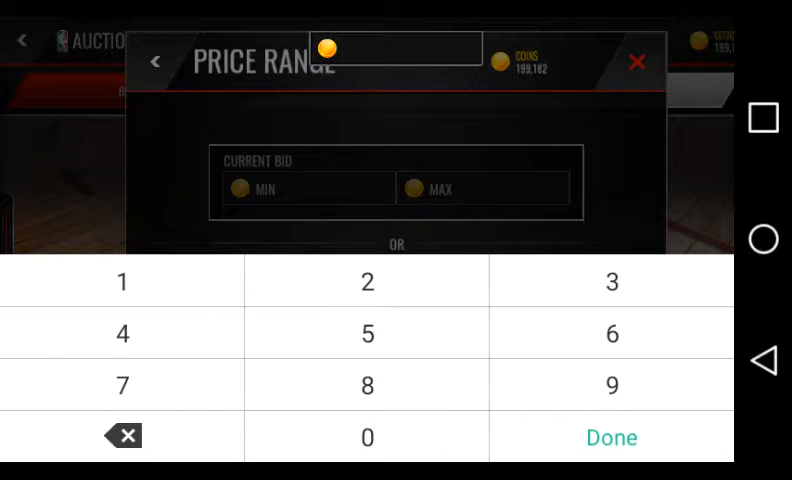 AUCTIO
PRICE RANGE
COINS
199,182
CURRENT BID
MIN
MAX
OR
1
2
3
4
5
6
7
8
9
0
Done